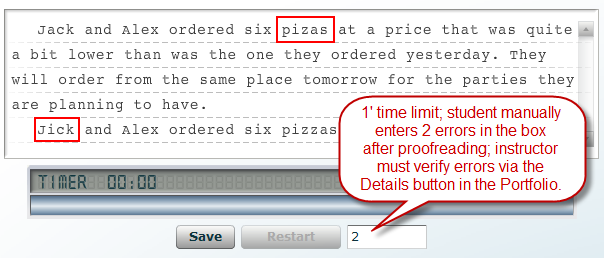 Jack and Alex ordered six pizas at a price that was quite
a bit lower than was the one they ordered yesterday. They
will order from the same place tomorrow for the parties they
are planning to have.
Jick and Alex ordered six pizzas
1' time limit; student manually
enters 2 errors in the box
after proofreading; instructor
must verify errors via the
Details button in the Portfolio.
TIMER 00:00
Save Restart 2